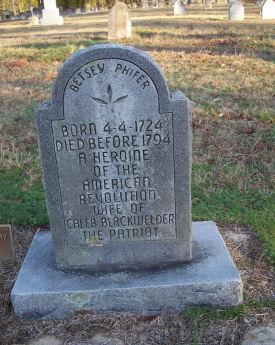 BETSEY PHIFER
BORN 4-4-1724
DIED BEFORE 1794
A HEROINE
OF THE
AMERICAN
REVOLUTION
WIFE OF
CALEB BLACKWELDER
THE PATRIOT